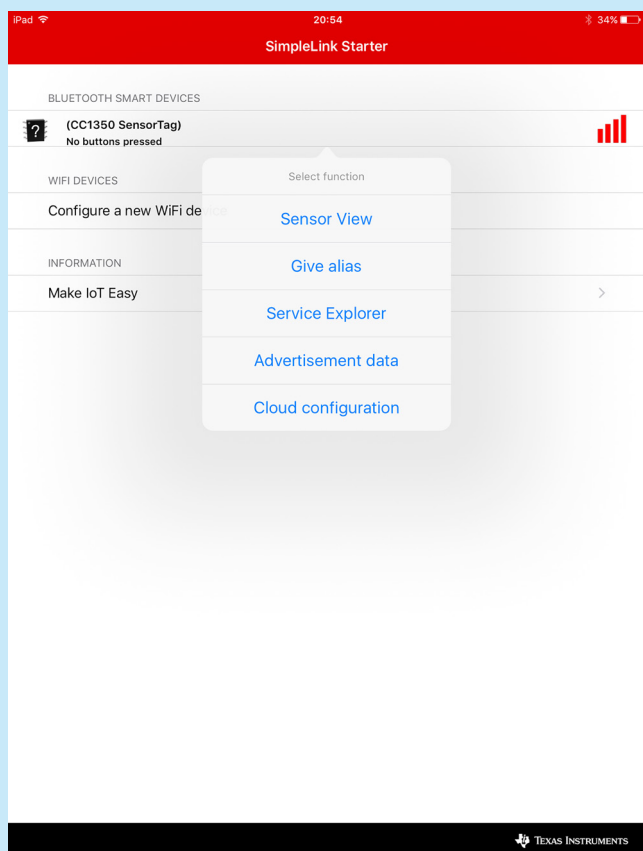 iPad 20:54 34%
SimpleLink Starter
BLUETOOTH SMART DEVICES
?
(CC1350 SensorTag)
No buttons pressed
Select function
WIFI DEVICES
Configure a new WiFi device
Sensor View
Give alias
INFORMATION
Make IoT Easy
Service Explorer
Advertisement data
Cloud configuration
TEXAS INSTRUMENTS